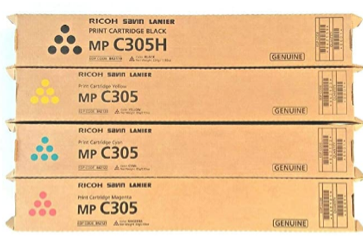 RICOH SAVIN LANIER
PRINT CARTRIDGE BLACK
MP C305H
GENUINE
RICOH SAVIN LANIER
Print Cartridge Yellow
MP C305
GENUINE
RICOH SAVIN LANIER
Print Cartridge Cyan
MP C305
GENUINE
RICOH SAVIN LANIER
Print Cartridge Magenta
MP C305
GENUINE